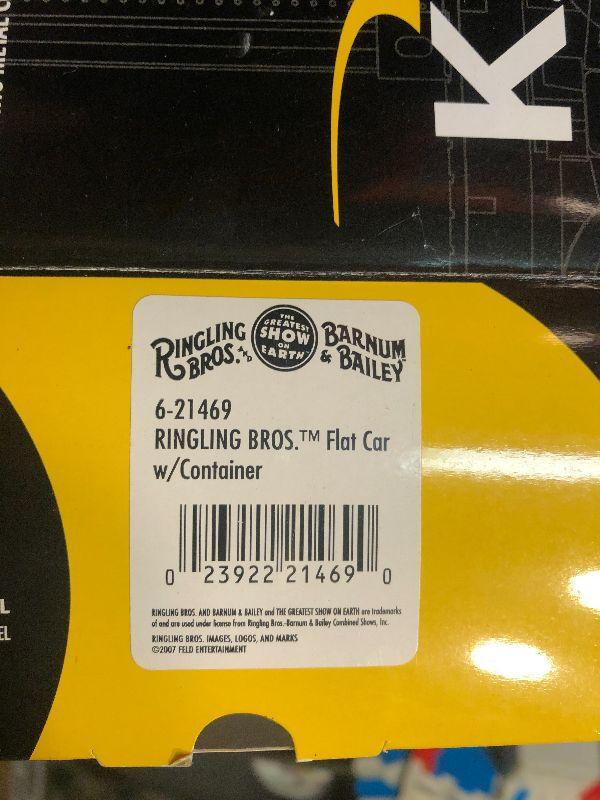 K
RINGLING BROS. AND
THE GREATEST SHOW ON EARTH
BARNUM & BAILEY
6-21469
RINGLING BROS.™ Flat Car
w/Container
0 23922 21469 0
RINGLING BROS. AND BARNUM & BAILEY and THE GREATEST SHOW ON EARTH are trademarks
of and are used under license from Ringling Bros.-Barnum & Bailey Combined Shows, Inc.
RINGLING BROS. IMAGES, LOGOS, AND MARKS
©2007 FELD ENTERTAINMENT
L
EL